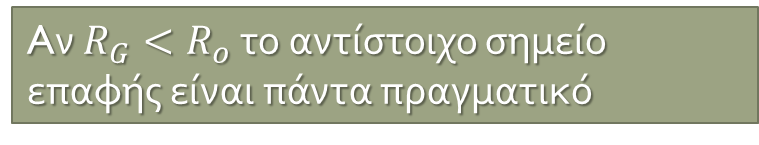 Αν R_G < R_o το αντίστοιχο σημείο
επαφής είναι πάντα πραγματικό